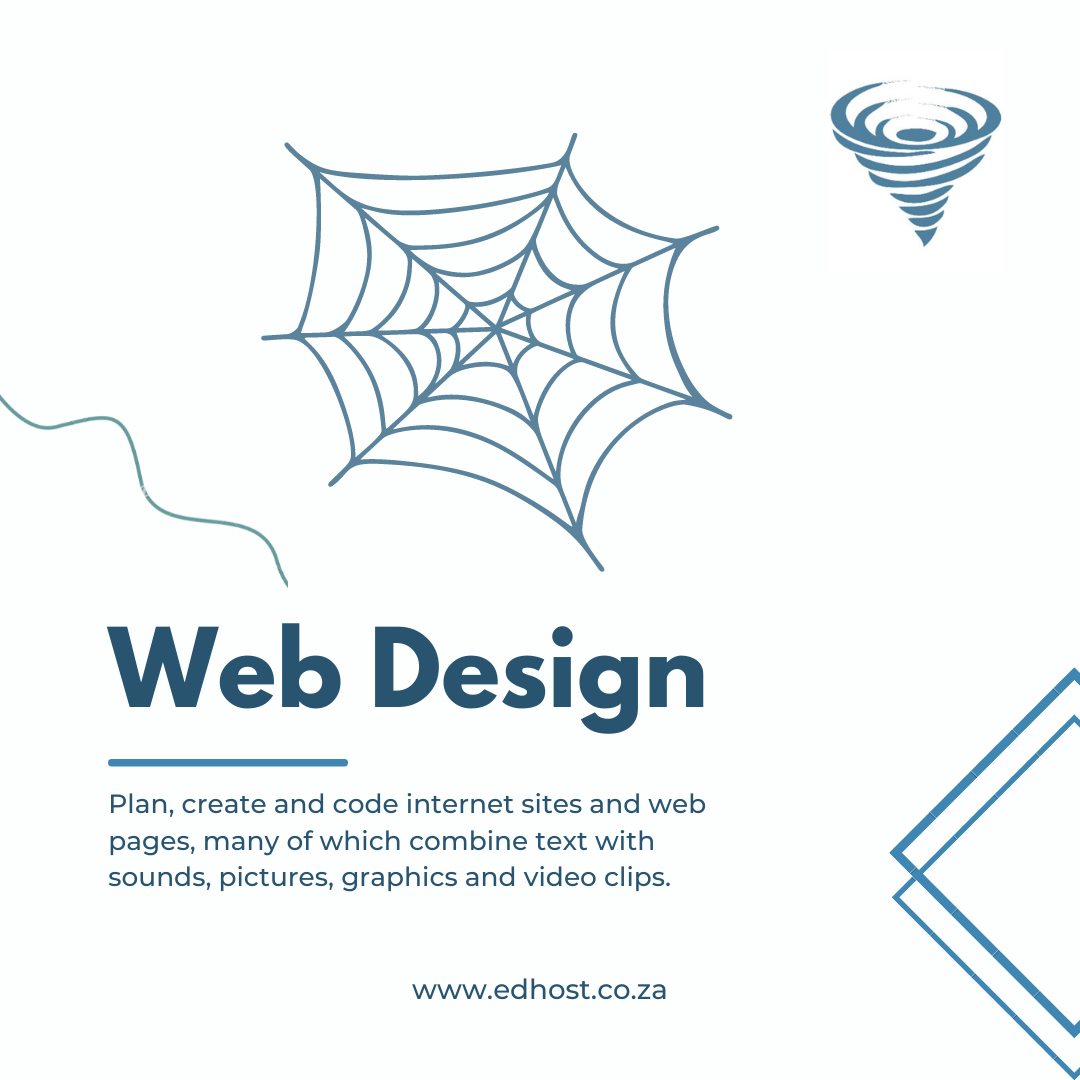 Web Design
Plan, create and code internet sites and web
pages, many of which combine text with
sounds, pictures, graphics and video clips.
www.edhost.co.za